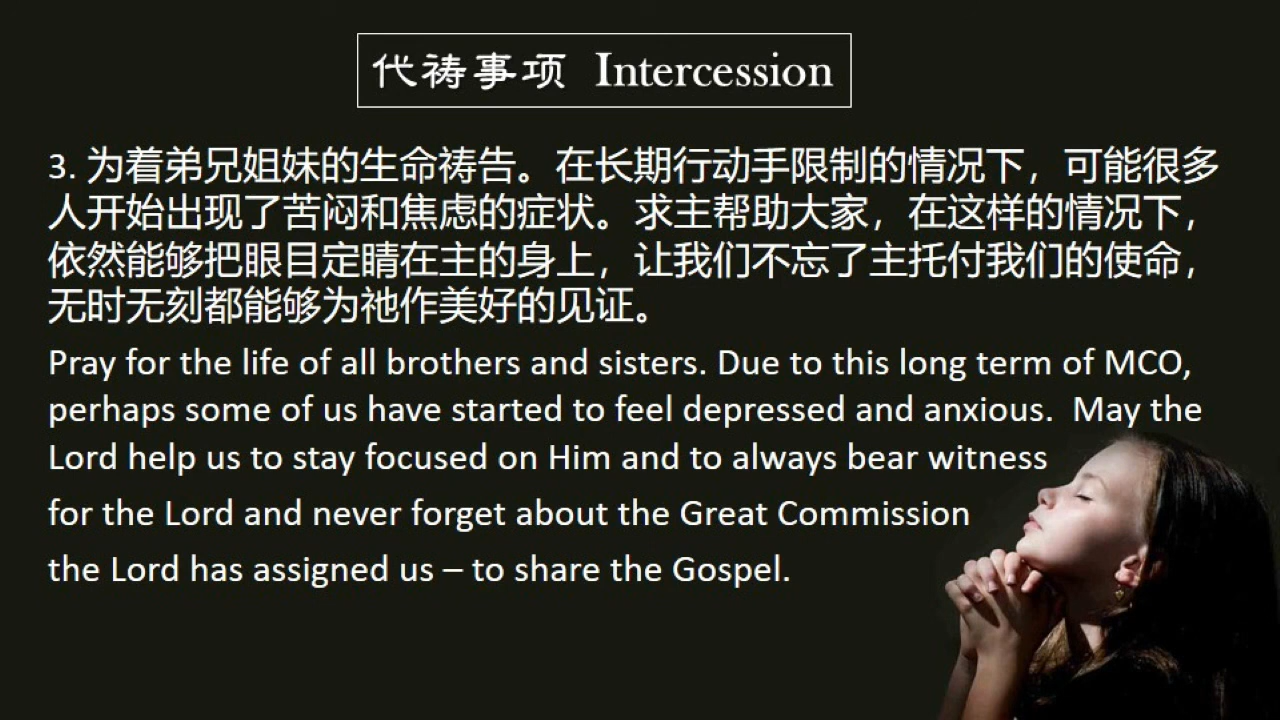 代祷事项 Intercession
3. 为着弟兄姐妹的生命祷告。在长期行动手限制的情况下，可能很多
人开始出现了苦闷和焦虑的症状。求主帮助大家，在这样的情况下，
依然能够把眼目定睛在主的身上，让我们不忘了主托付我们的使命，
无时无刻都能够为祂作美好的见证。
Pray for the life of all brothers and sisters. Due to this long term of MCO,
perhaps some of us have started to feel depressed and anxious.  May the
Lord help us to stay focused on Him and to always bear witness
for the Lord and never forget about the Great Commission
the Lord has assigned us – to share the Gospel.